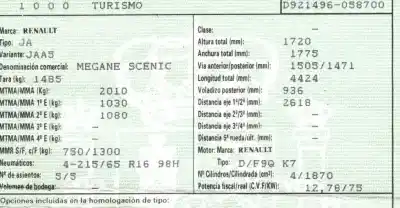 1 0 0 0 TURISMO D921496-058700
Marca: RENAULT
Tipo: JA
Variante: JAA5
Denominación comercial: MEGANE SCENIC
Tara (kg): 1485
MTMA/MMA (Kg): 2010
MTMA/MMA 1º E (kg): 1030
MTMA/MMA 2º E (kg): 1080
MTMA/MMA 3º E (kg): —
MTMA/MMA 4º E (kg): —
MMR S/F, c/F (kg): 750/1300
Neumáticos: 4-215/65 R16 98H
Nº de asientos: 5/5
Volumen de bodega: —
Clase: —
Altura total (mm): 1720
Anchura total (mm): 1775
Vía anterior/posterior (mm): 1505/1471
Longitud total (mm): 4424
Voladizo posterior (mm): 936
Distancia eje 1º/2º (mm): 2618
Distancia eje 2º/3º (mm): —
Distancia eje 3º/4º (mm): —
Distancia 5ª rueda/últ. (mm): —
Motor: Marca: RENAULT
Tipo: D/F9Q K7
Nº Cilindros/Cilindrada (cm³): 4/1870
Potencia fiscal/real (C.V.F/KW): 12,78/75
Opciones incluidas en la homologación de tipo: